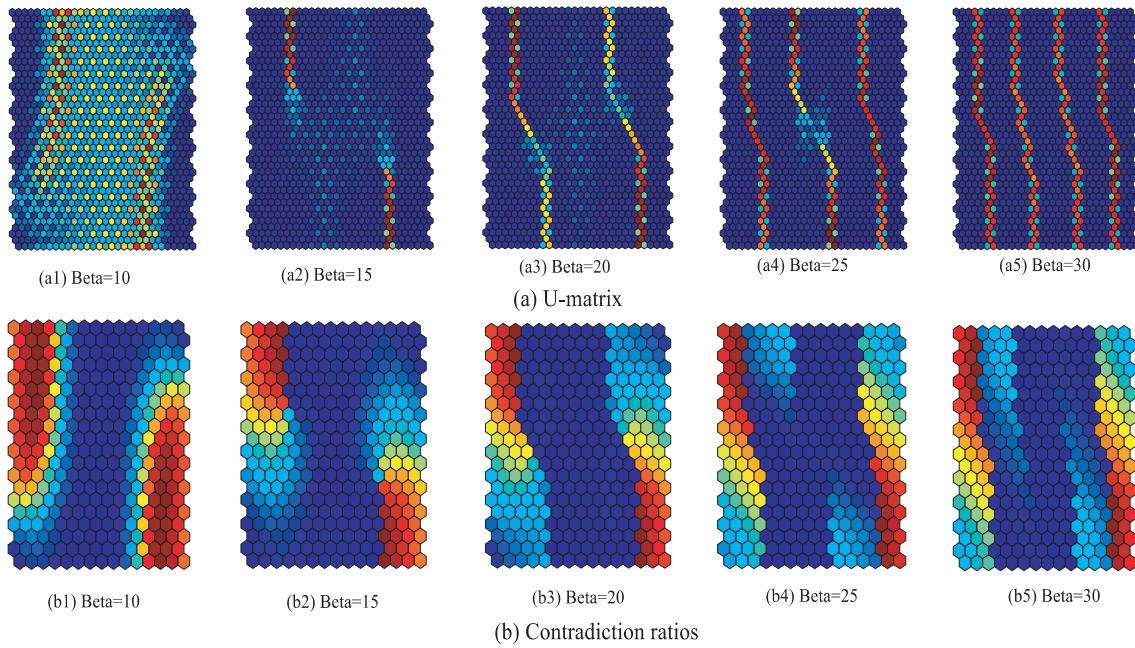 (a1) Beta=10
(a2) Beta=15
(a3) Beta=20
(a4) Beta=25
(a5) Beta=30
(a) U-matrix
(b1) Beta=10
(b2) Beta=15
(b3) Beta=20
(b4) Beta=25
(b5) Beta=30
(b) Contradiction ratios